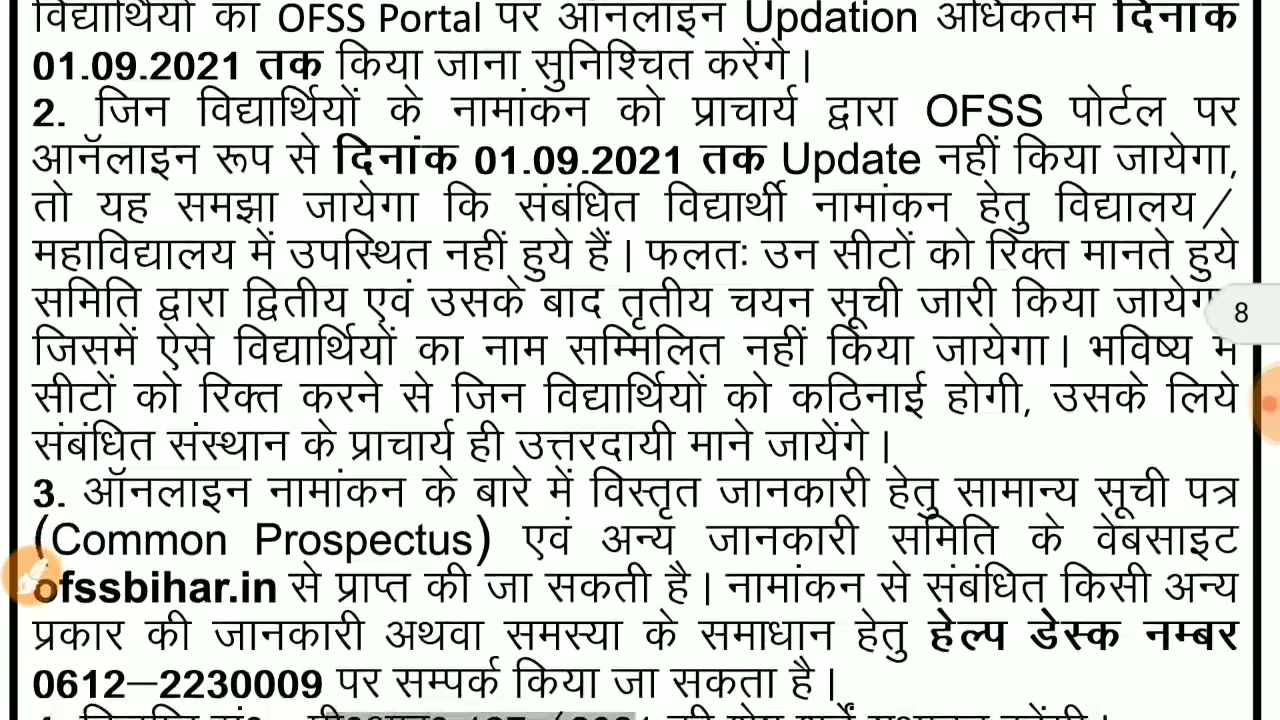 विद्यार्थियों का OFSS Portal पर ऑनलाइन Updation अधिकतम दिनांक
01.09.2021 तक किया जाना सुनिश्चित करेंगे।
2. जिन विद्यार्थियों के नामांकन को प्राचार्य द्वारा OFSS पोर्टल पर
आनॅलाइन रूप से दिनांक 01.09.2021 तक Update नहीं किया जायेगा,
तो यह समझा जायेगा कि संबंधित विद्यार्थी नामांकन हेतु विद्यालय/
महाविद्यालय में उपस्थित नहीं हुये हैं। फलतः उन सीटों को रिक्त मानते हुये
समिति द्वारा द्वितीय एवं उसके बाद तृतीय चयन सूची जारी किया जायेगा
8
जिसमें ऐसे विद्यार्थियों का नाम सम्मिलित नहीं किया जायेगा। भविष्य में
सीटों को रिक्त करने से जिन विद्यार्थियों को कठिनाई होगी, उसके लिये
संबंधित संस्थान के प्राचार्य ही उत्तरदायी माने जायेंगे।
3. ऑनलाइन नामांकन के बारे में विस्तृत जानकारी हेतु सामान्य सूची पत्र
(Common Prospectus) एवं अन्य जानकारी समिति के वेबसाइट
ofssbihar.in से प्राप्त की जा सकती है। नामांकन से संबंधित किसी अन्य
प्रकार की जानकारी अथवा समस्या के समाधान हेतु हेल्प डेस्क नम्बर
0612–2230009 पर सम्पर्क किया जा सकता है।